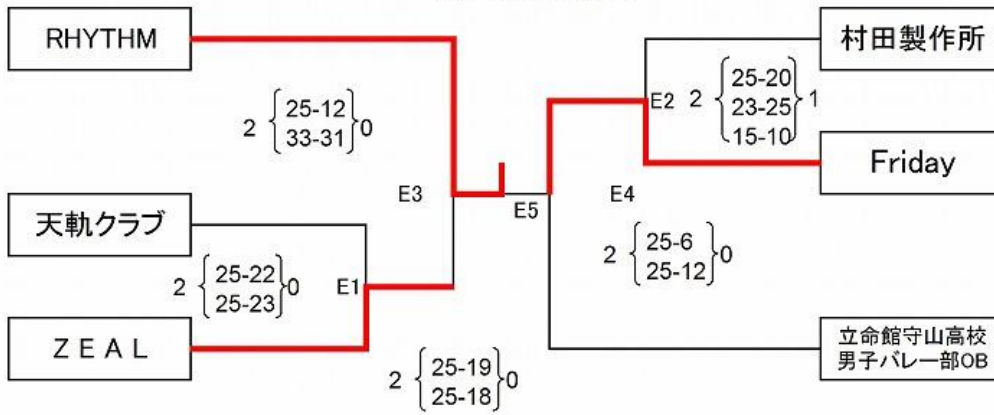 RHYTHM
村田製作所
2 25-12 0
33-31
2 25-20 1
23-25
15-10
E2
Friday
E3
E5
E4
天軌クラブ
2 25-22 0
25-23
E1
2 25-6 0
25-12
ZEAL
2 25-19 0
25-18
立命館守山高校
男子バレー部OB